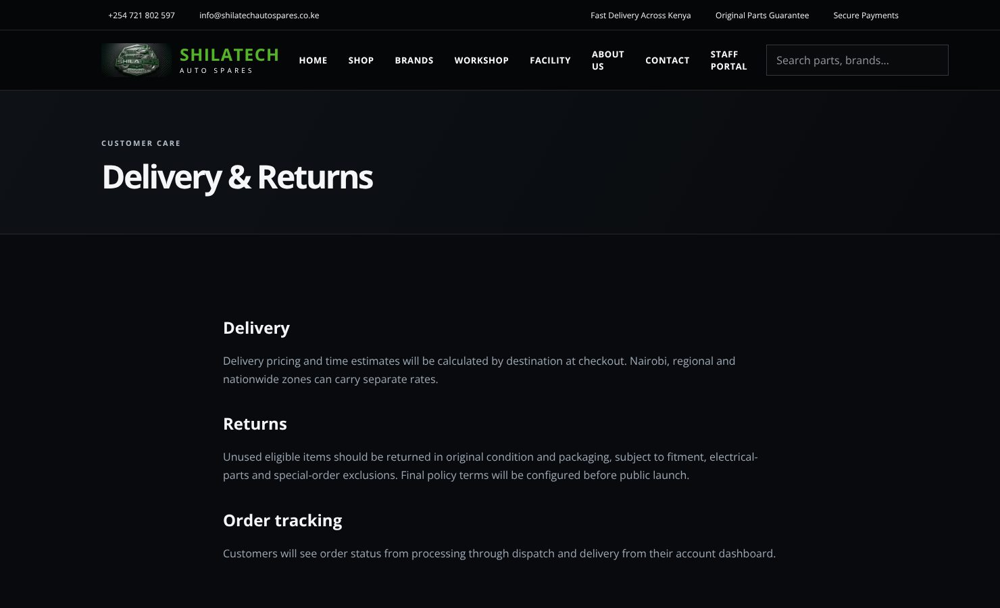 +254 721 802 597 info@shilatechautospares.co.ke Fast Delivery Across Kenya Original Parts Guarantee Secure Payments
SHILATECH
AUTO SPARES
HOME SHOP BRANDS WORKSHOP FACILITY ABOUT US CONTACT STAFF PORTAL Search parts, brands...
CUSTOMER CARE
Delivery & Returns
Delivery
Delivery pricing and time estimates will be calculated by destination at checkout. Nairobi, regional and
nationwide zones can carry separate rates.
Returns
Unused eligible items should be returned in original condition and packaging, subject to fitment, electrical-
parts and special-order exclusions. Final policy terms will be configured before public launch.
Order tracking
Customers will see order status from processing through dispatch and delivery from their account dashboard.